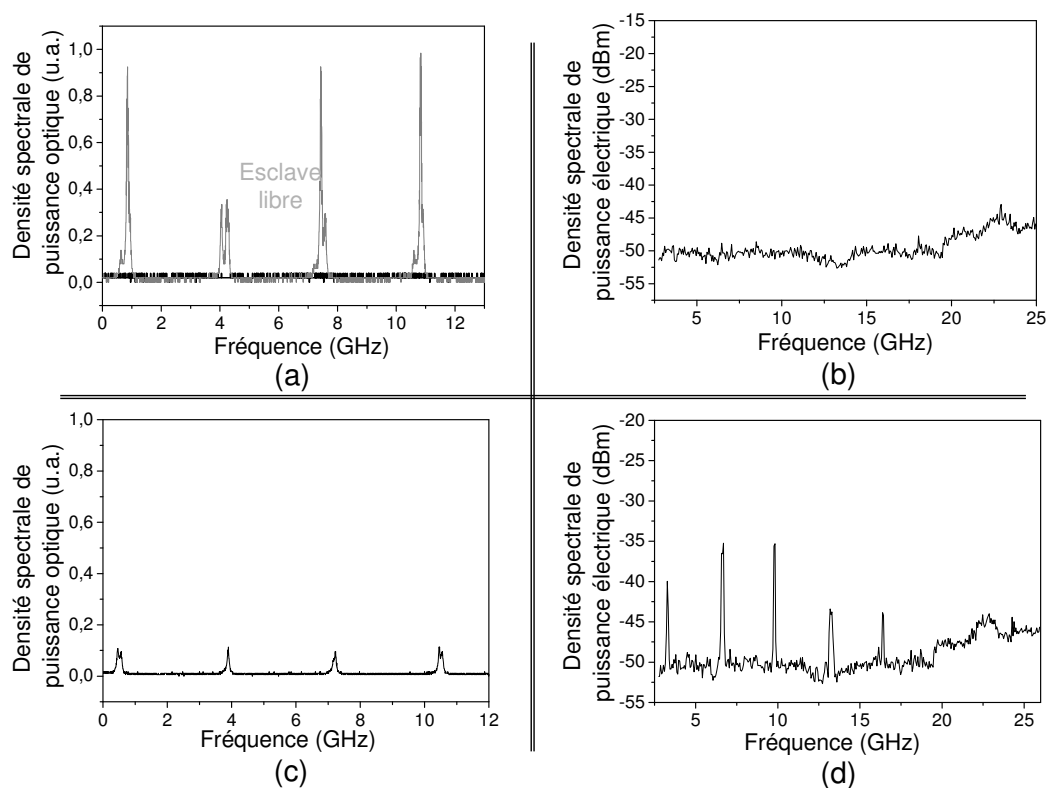 Densité spectrale de
puissance optique (u.a.)
1,0
0,8
0,6
0,4
0,2
0,0
Esclave
libre
0 2 4 6 8 10 12
Fréquence (GHz)
(a)
Densité spectrale de
puissance électrique (dBm)
-15
-20
-25
-30
-35
-40
-45
-50
-55
5 10 15 20 25
Fréquence (GHz)
(b)
Densité spectrale de
puissance optique (u.a.)
1,0
0,8
0,6
0,4
0,2
0,0
0 2 4 6 8 10 12
Fréquence (GHz)
(c)
Densité spectrale de
puissance électrique (dBm)
-20
-25
-30
-35
-40
-45
-50
-55
5 10 15 20 25
Fréquence (GHz)
(d)